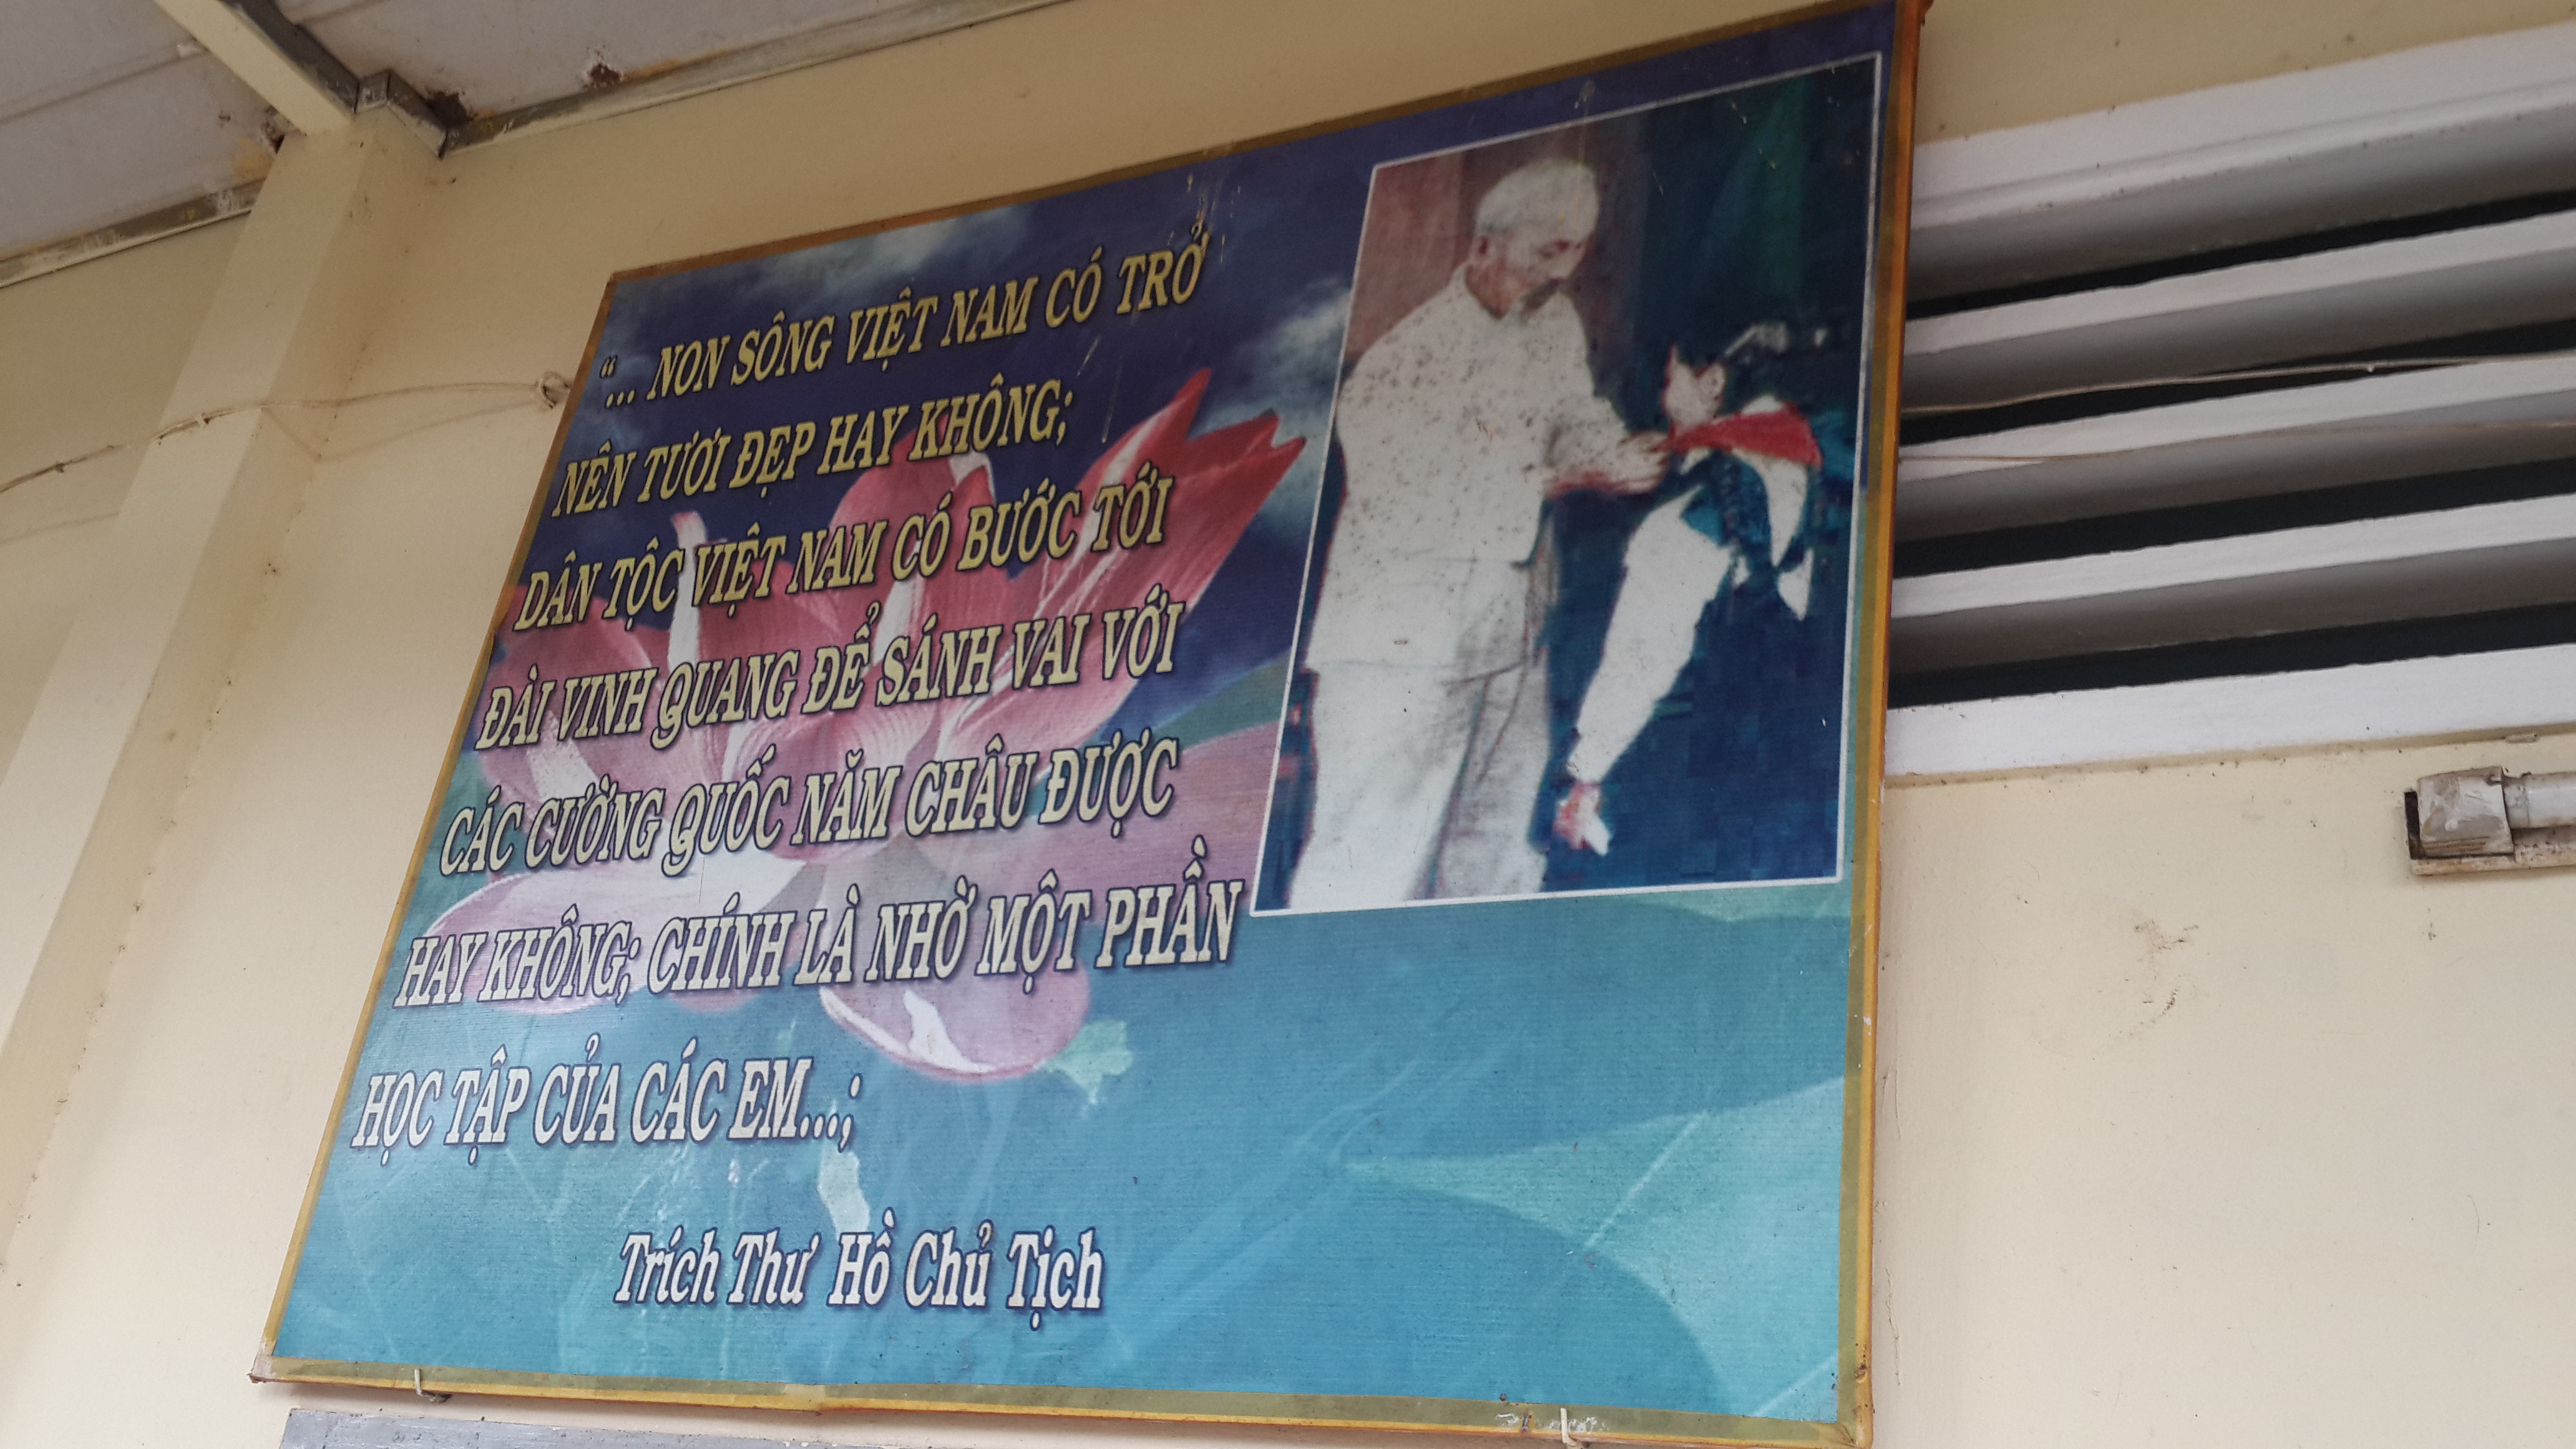 "... NON SÔNG VIỆT NAM CÓ TRỞ
NÊN TƯƠI ĐẸP HAY KHÔNG;
DÂN TỘC VIỆT NAM CÓ BƯỚC TỚI
ĐÀI VINH QUANG ĐỂ SÁNH VAI VỚI
CÁC CƯỜNG QUỐC NĂM CHÂU ĐƯỢC
HAY KHÔNG; CHÍNH LÀ NHỜ MỘT PHẦN
HỌC TẬP CỦA CÁC EM...;
Trích Thư Hồ Chủ Tịch